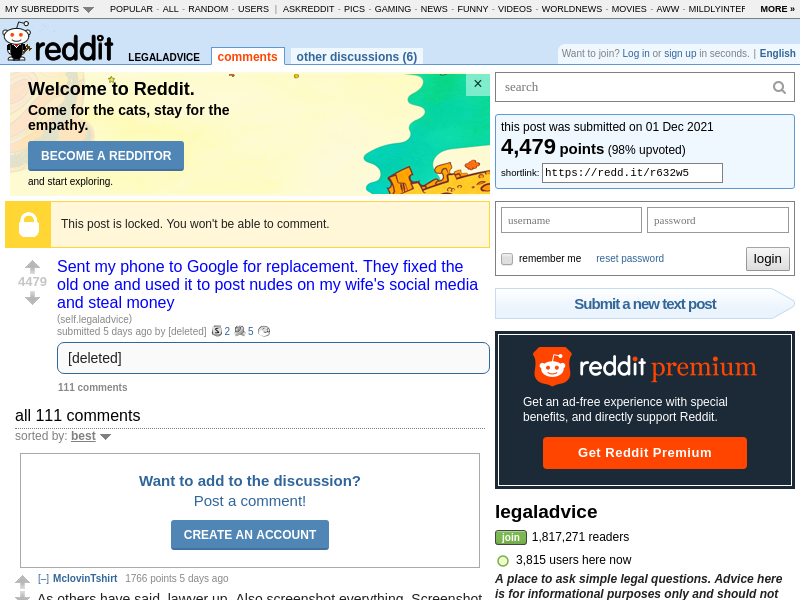 MY SUBREDDITS POPULAR - ALL - RANDOM - USERS | ASKREDDIT - PICS - GAMING - NEWS - FUNNY - VIDEOS - WORLDNEWS - MOVIES - AWW - MILDLYINTER MORE »
reddit LEGALADVICE comments other discussions (6)
Want to join? Log in or sign up in seconds. | English
Welcome to Reddit.
Come for the cats, stay for the
empathy.
BECOME A REDDITOR
and start exploring.
×
This post is locked. You won't be able to comment.
4479
Sent my phone to Google for replacement. They fixed the
old one and used it to post nudes on my wife's social media
and steal money
(self.legaladvice)
submitted 5 days ago by [deleted] 2 5
[deleted]
111 comments
all 111 comments
sorted by: best
Want to add to the discussion?
Post a comment!
CREATE AN ACCOUNT
[–] MclovinTshirt 1766 points 5 days ago
As others have said, lawyer up. Also screenshot everything. Screenshot
search
this post was submitted on 01 Dec 2021
4,479 points (98% upvoted)
shortlink: https://redd.it/r632w5
username password
remember me reset password login
Submit a new text post
reddit premium
Get an ad-free experience with special
benefits, and directly support Reddit.
Get Reddit Premium
legaladvice
join 1,817,271 readers
3,815 users here now
A place to ask simple legal questions. Advice here
is for informational purposes only and should not